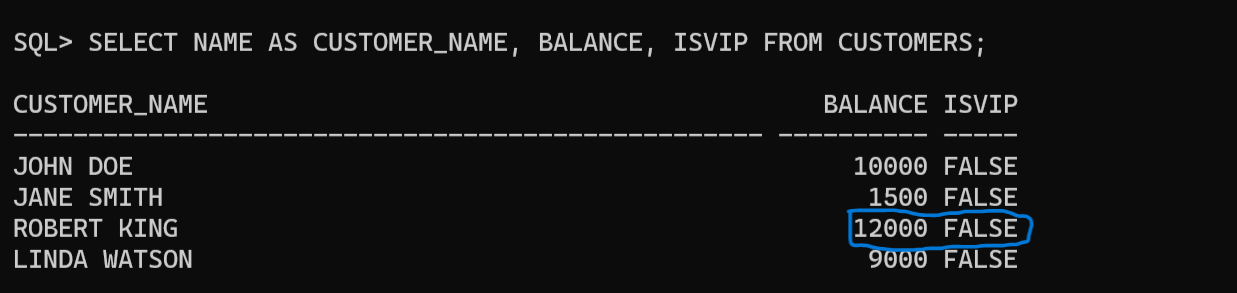 SQL> SELECT NAME AS CUSTOMER_NAME, BALANCE, ISVIP FROM CUSTOMERS;
CUSTOMER_NAME BALANCE ISVIP
-------------------------------------------------- ---------- -----
JOHN DOE 10000 FALSE
JANE SMITH 1500 FALSE
ROBERT KING 12000 FALSE
LINDA WATSON 9000 FALSE